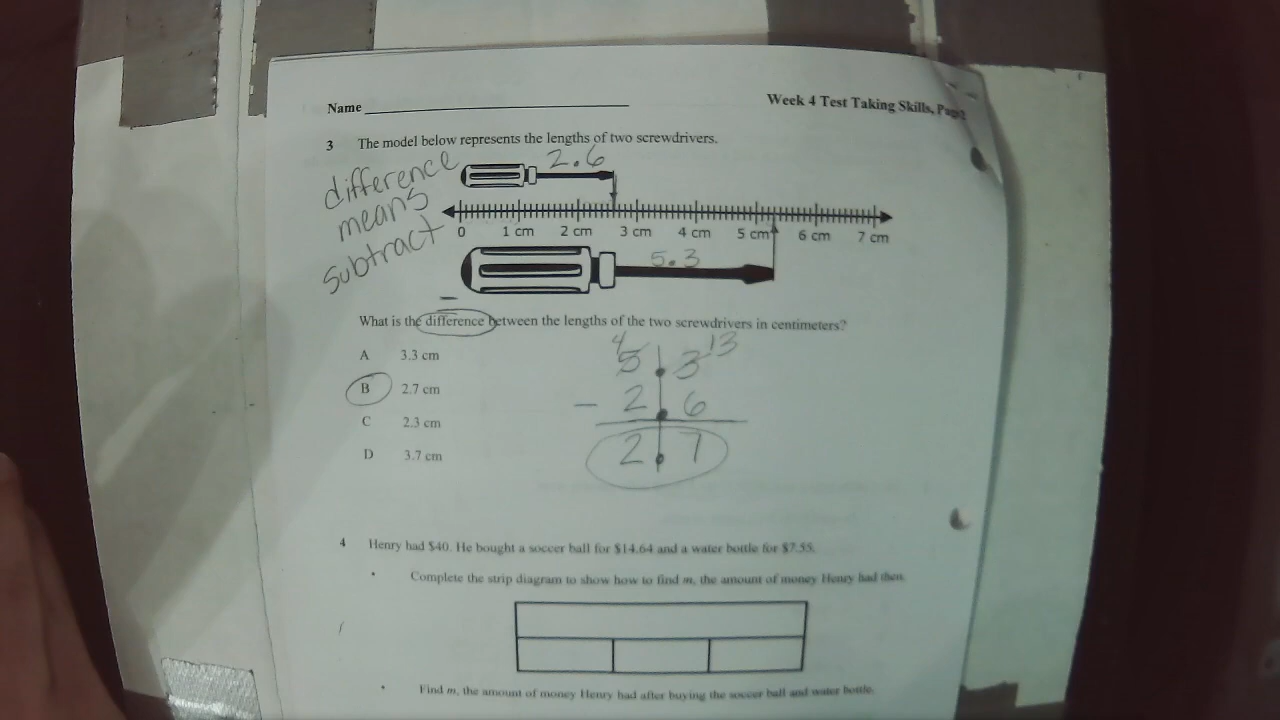 Name
Week 4 Test Taking Skills, Page
3 The model below represents the lengths of two screwdrivers.
difference
means
subtract
2.6
0 1 cm 2 cm 3 cm 4 cm 5 cm 6 cm 7 cm
5.3
What is the difference between the lengths of the two screwdrivers in centimeters?
A 3.3 cm
B 2.7 cm
C 2.3 cm
D 3.7 cm
4 13
5.3
- 2.6
2.7
4 Henry had $40. He bought a soccer ball for $14.64 and a water bottle for $7.55.
• Complete the strip diagram to show how to find m, the amount of money Henry had then.
• Find m, the amount of money Henry had after buying the soccer ball and water bottle.